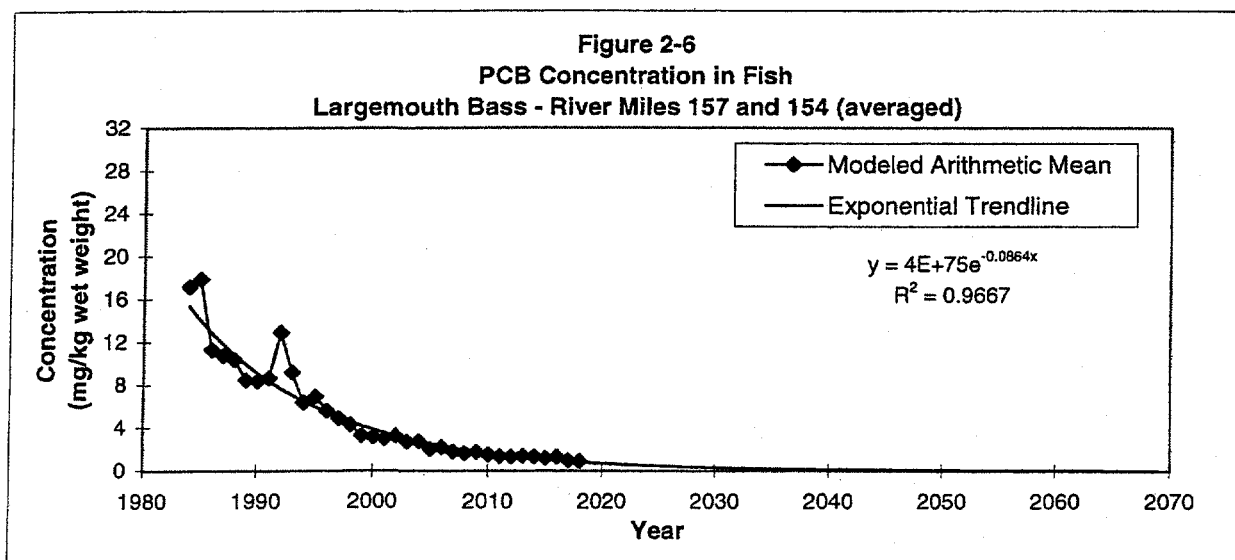 Figure 2-6
PCB Concentration in Fish
Largemouth Bass - River Miles 157 and 154 (averaged)
Concentration
(mg/kg wet weight)
32
28
24
20
16
12
8
4
0
Modeled Arithmetic Mean
Exponential Trendline
y = 4E+75e^-0.0864x
R² = 0.9667
1980 1990 2000 2010 2020 2030 2040 2050 2060 2070
Year